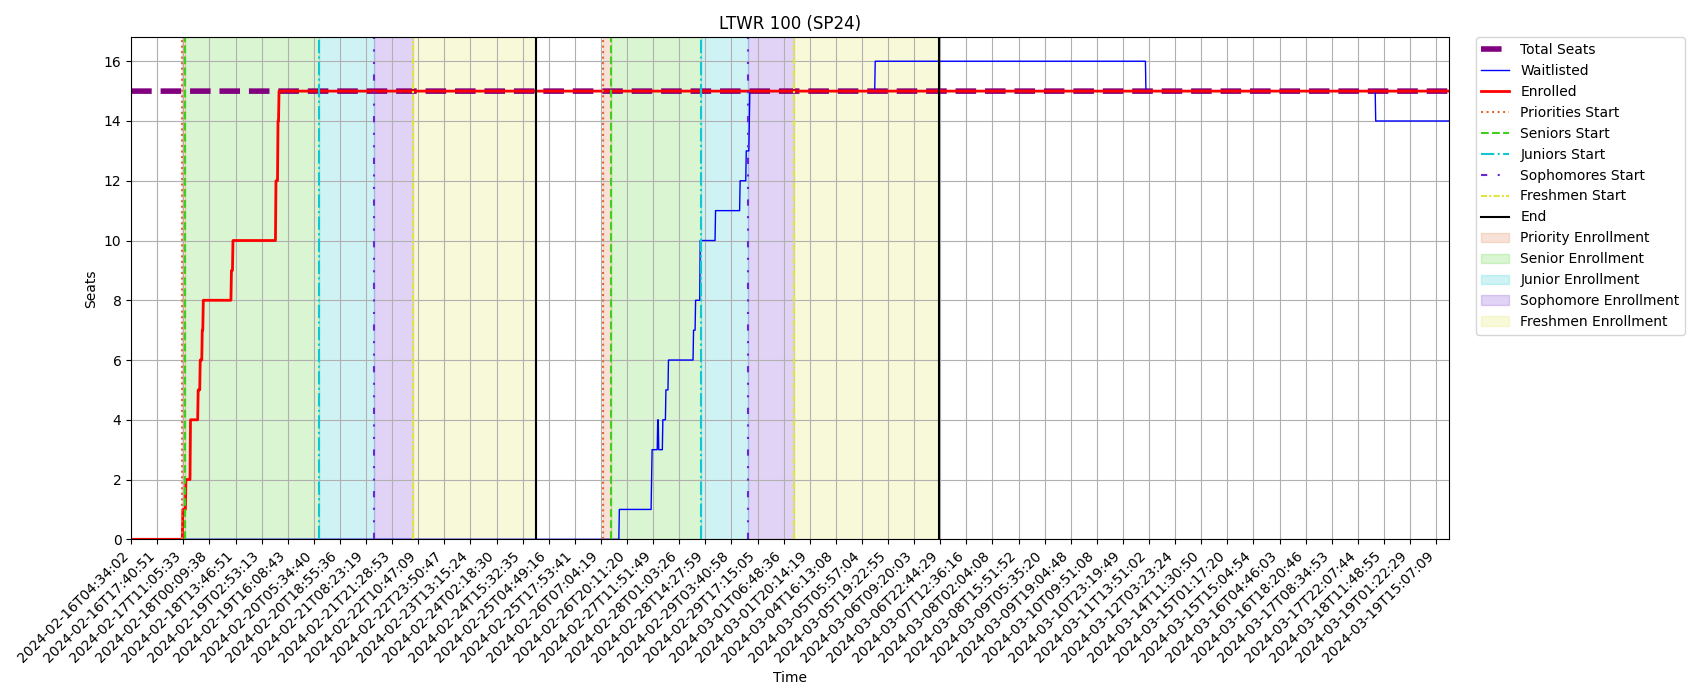 LTWR 100 (SP24)
Total Seats
Waitlisted
Enrolled
Priorities Start
Seniors Start
Juniors Start
Sophomores Start
Freshmen Start
End
Priority Enrollment
Senior Enrollment
Junior Enrollment
Sophomore Enrollment
Freshmen Enrollment
Seats
16
14
12
10
8
6
4
2
0
2024-02-16T04:34:02
2024-02-16T17:40:51
2024-02-17T11:05:33
2024-02-18T00:09:38
2024-02-18T13:46:51
2024-02-19T02:53:13
2024-02-19T16:08:43
2024-02-20T05:34:40
2024-02-20T18:55:36
2024-02-21T08:23:19
2024-02-21T21:28:53
2024-02-22T10:47:09
2024-02-22T23:50:47
2024-02-23T13:15:24
2024-02-24T02:18:30
2024-02-24T15:32:35
2024-02-25T04:49:16
2024-02-25T17:53:41
2024-02-26T07:04:19
2024-02-26T20:11:20
2024-02-27T11:51:49
2024-02-28T01:03:26
2024-02-28T14:27:59
2024-02-29T03:40:58
2024-02-29T17:15:05
2024-03-01T06:48:36
2024-03-01T20:14:19
2024-03-04T16:13:08
2024-03-05T05:57:04
2024-03-05T19:22:55
2024-03-06T09:20:03
2024-03-06T22:44:29
2024-03-07T12:36:16
2024-03-08T02:04:08
2024-03-08T15:51:52
2024-03-09T05:35:20
2024-03-09T19:04:48
2024-03-10T09:51:08
2024-03-10T23:19:49
2024-03-11T13:51:02
2024-03-12T03:23:24
2024-03-14T11:30:50
2024-03-15T01:17:20
2024-03-15T15:04:54
2024-03-16T04:46:03
2024-03-16T18:20:46
2024-03-17T08:34:53
2024-03-17T22:07:44
2024-03-18T11:48:55
2024-03-19T01:22:29
2024-03-19T15:07:09
Time